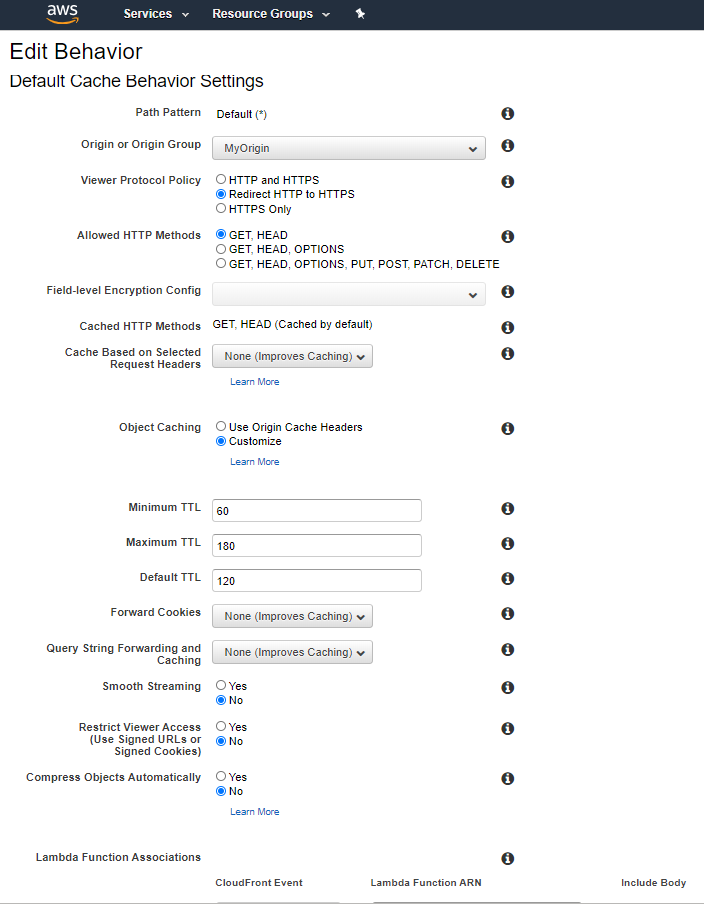 aws Services Resource Groups
Edit Behavior
Default Cache Behavior Settings
Path Pattern Default (*)
Origin or Origin Group MyOrigin
Viewer Protocol Policy HTTP and HTTPS
Redirect HTTP to HTTPS
HTTPS Only
Allowed HTTP Methods GET, HEAD
GET, HEAD, OPTIONS
GET, HEAD, OPTIONS, PUT, POST, PATCH, DELETE
Field-level Encryption Config
Cached HTTP Methods GET, HEAD (Cached by default)
Cache Based on Selected
Request Headers None (Improves Caching)
Learn More
Object Caching Use Origin Cache Headers
Customize
Learn More
Minimum TTL 60
Maximum TTL 180
Default TTL 120
Forward Cookies None (Improves Caching)
Query String Forwarding and
Caching None (Improves Caching)
Smooth Streaming Yes
No
Restrict Viewer Access Yes
(Use Signed URLs or No
Signed Cookies)
Compress Objects Automatically Yes
No
Learn More
Lambda Function Associations
CloudFront Event Lambda Function ARN Include Body